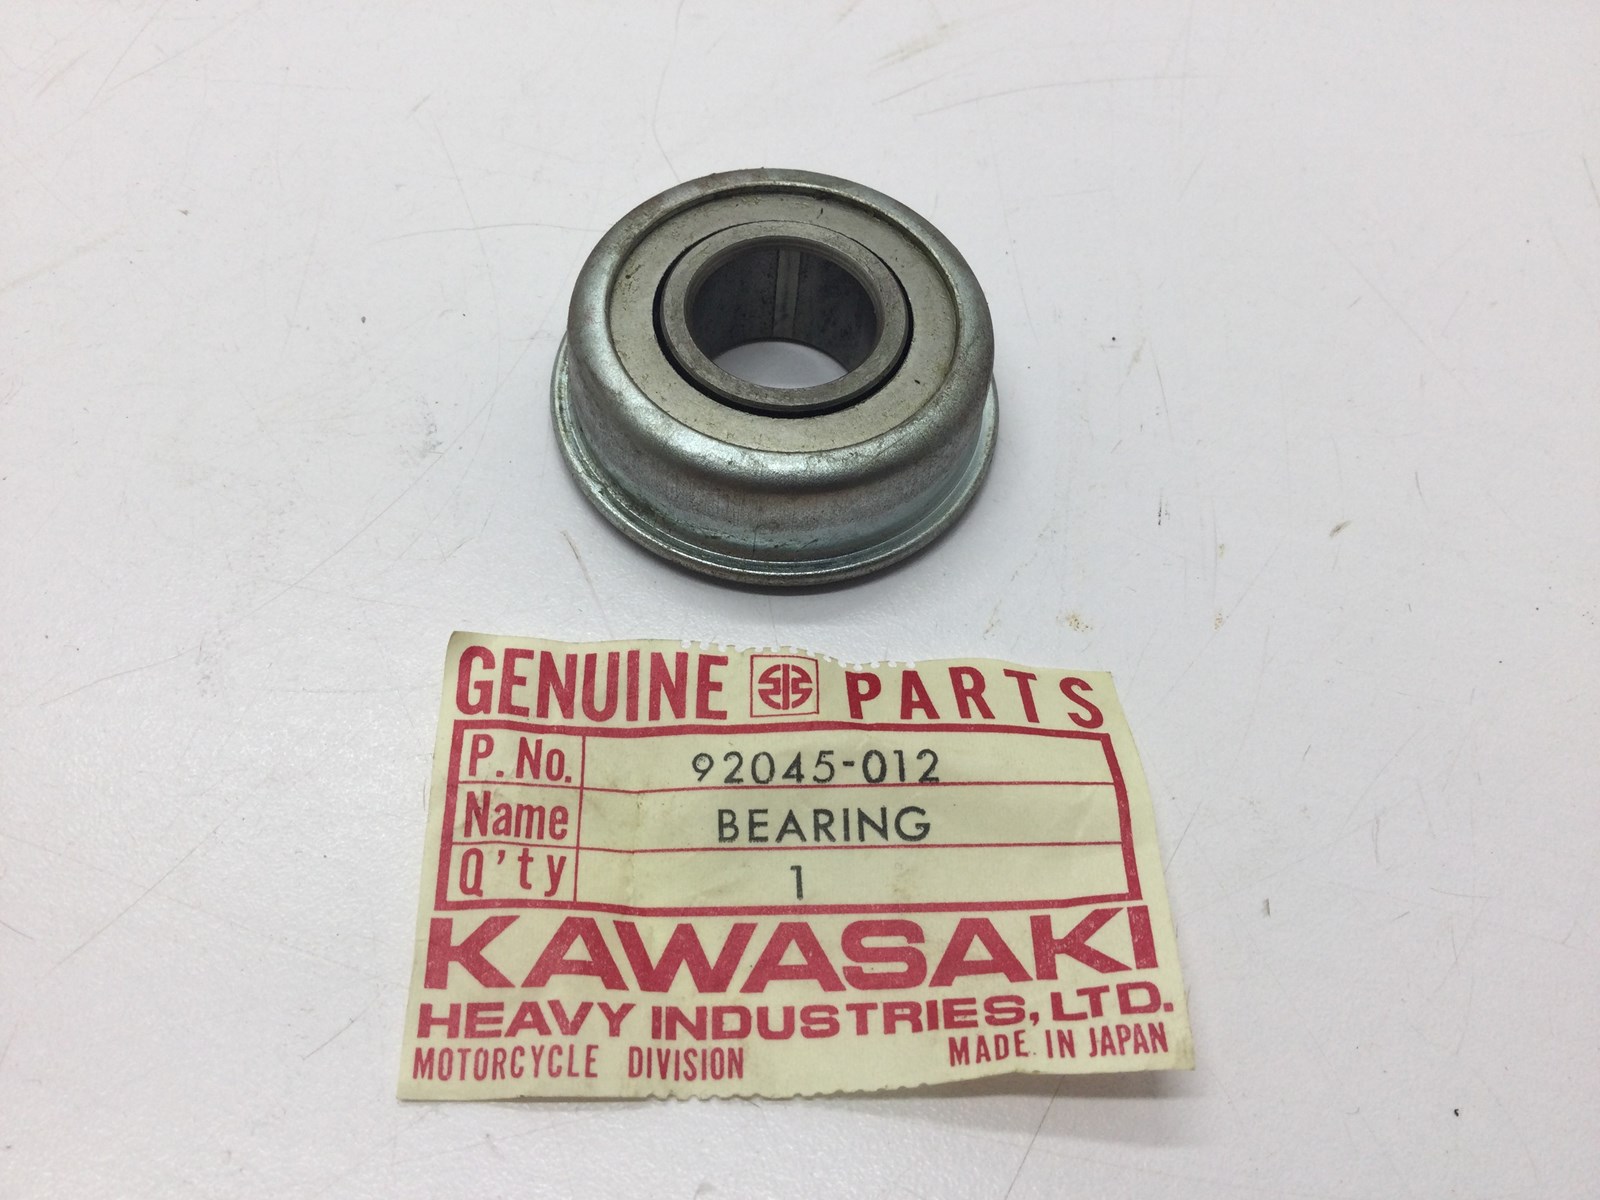 GENUINE PARTS
P. No. 92045-012
Name BEARING
Q'ty 1
KAWASAKI
HEAVY INDUSTRIES, LTD.
MOTORCYCLE DIVISION MADE IN JAPAN